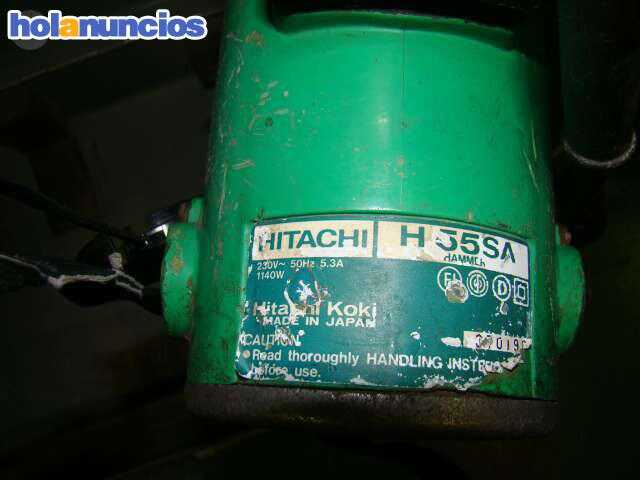 holanuncios
HITACHI H 55SA
HAMMER
230V~ 50Hz 5.3A
1140W
FI D
Hitachi Koki
MADE IN JAPAN
CAUTION
Read thoroughly HANDLING
before use.